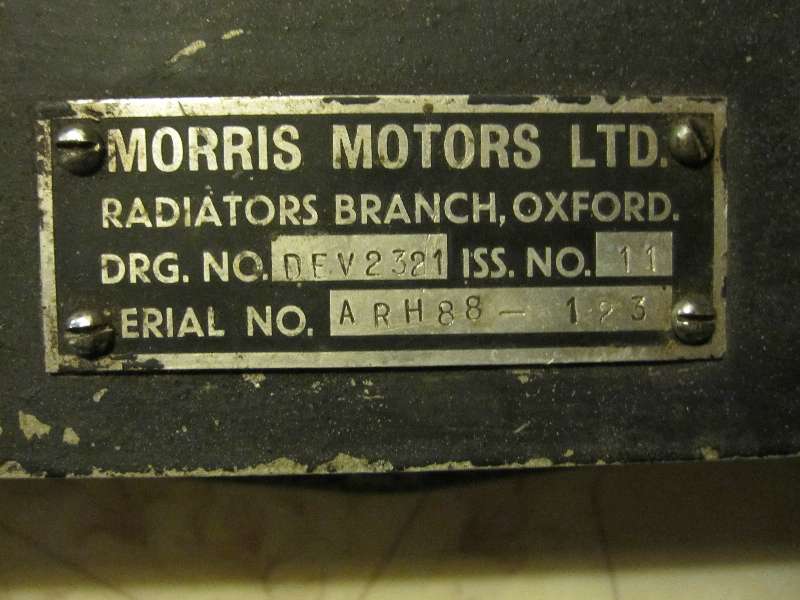 MORRIS MOTORS LTD.
RADIATORS BRANCH, OXFORD.
DRG. NO. DEV2321 ISS. NO. 11
ERIAL NO. ARH88 - 123